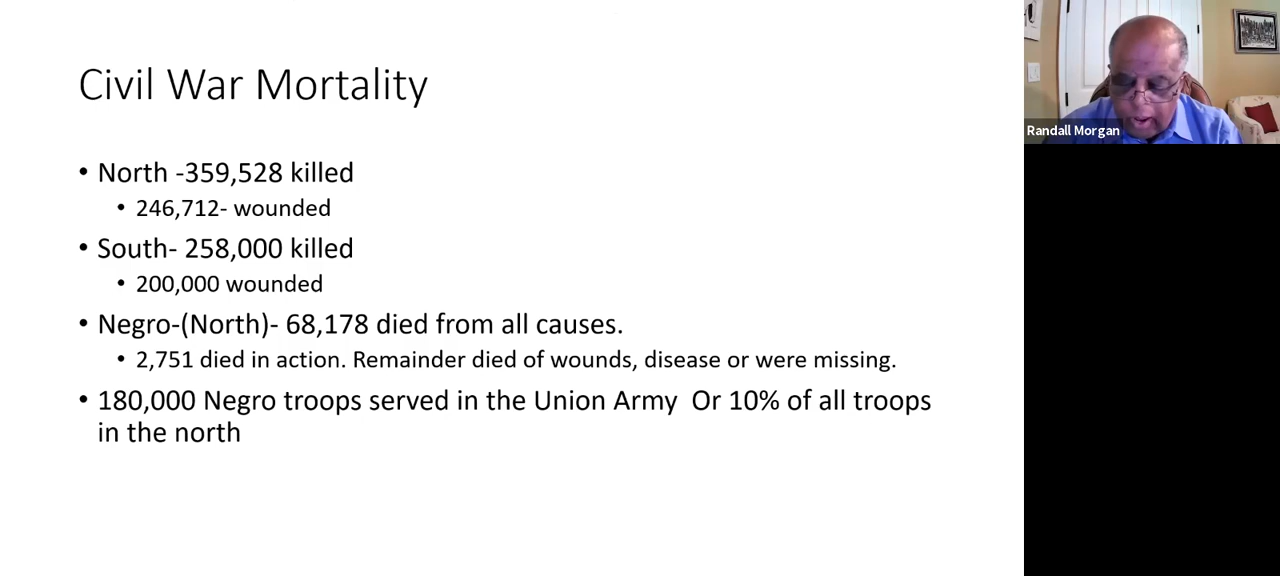 Civil War Mortality
• North -359,528 killed
• 246,712- wounded
• South- 258,000 killed
• 200,000 wounded
• Negro-(North)- 68,178 died from all causes.
• 2,751 died in action. Remainder died of wounds, disease or were missing.
• 180,000 Negro troops served in the Union Army  Or 10% of all troops
in the north
Randall Morgan